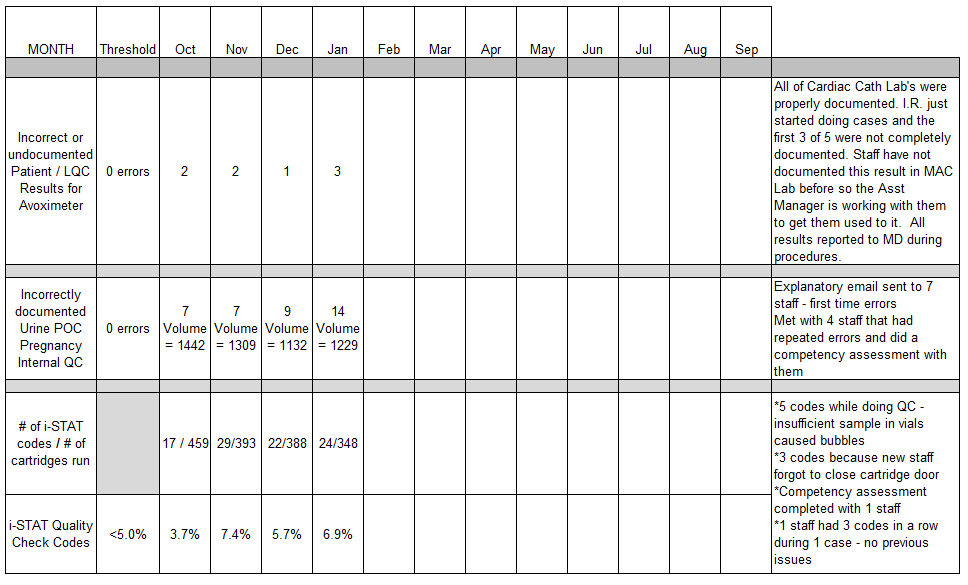 MONTH Threshold Oct Nov Dec Jan Feb Mar Apr May Jun Jul Aug Sep
Incorrect or
undocumented
Patient / LQC
Results for
Avoximeter
0 errors
2
2
1
3
All of Cardiac Cath Lab's were
properly documented. I.R. just
started doing cases and the
first 3 of 5 were not completely
documented. Staff have not
documented this result in MAC
Lab before so the Asst
Manager is working with them
to get them used to it.  All
results reported to MD during
procedures.
Incorrectly
documented
Urine POC
Pregnancy
Internal QC
0 errors
7
Volume
= 1442
7
Volume
= 1309
9
Volume
= 1132
14
Volume
= 1229
Explanatory email sent to 7
staff - first time errors
Met with 4 staff that had
repeated errors and did a
competency assessment with
them
# of i-STAT
codes / # of
cartridges run
17 / 459
29/393
22/388
24/348
i-STAT Quality
Check Codes
<5.0%
3.7%
7.4%
5.7%
6.9%
*5 codes while doing QC -
insufficient sample in vials
caused bubbles
*3 codes because new staff
forgot to close cartridge door
*Competency assessment
completed with 1 staff
*1 staff had 3 codes in a row
during 1 case - no previous
issues